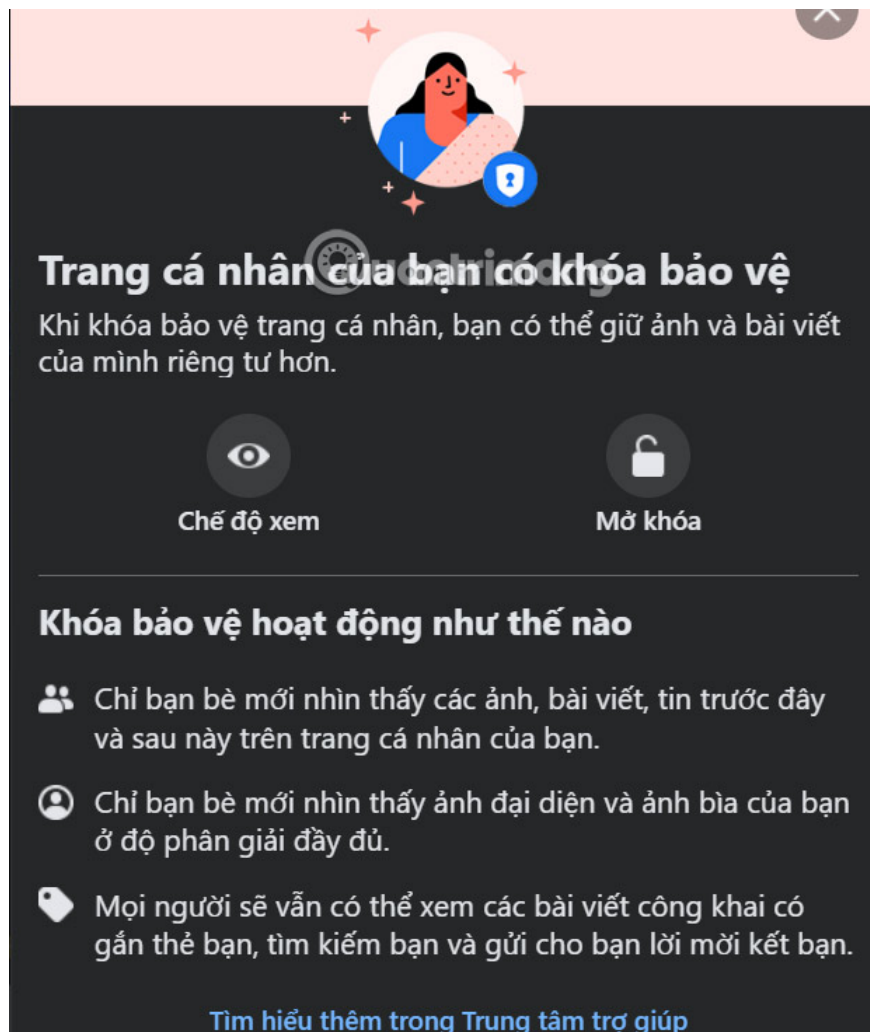 Trang cá nhân của bạn có khóa bảo vệ
Khi khóa bảo vệ trang cá nhân, bạn có thể giữ ảnh và bài viết
của mình riêng tư hơn.
Chế độ xem
Mở khóa
Khóa bảo vệ hoạt động như thế nào
Chỉ bạn bè mới nhìn thấy các ảnh, bài viết, tin trước đây
và sau này trên trang cá nhân của bạn.
Chỉ bạn bè mới nhìn thấy ảnh đại diện và ảnh bìa của bạn
ở độ phân giải đầy đủ.
Mọi người sẽ vẫn có thể xem các bài viết công khai có
gắn thẻ bạn, tìm kiếm bạn và gửi cho bạn lời mời kết bạn.
Tìm hiểu thêm trong Trung tâm trợ giúp